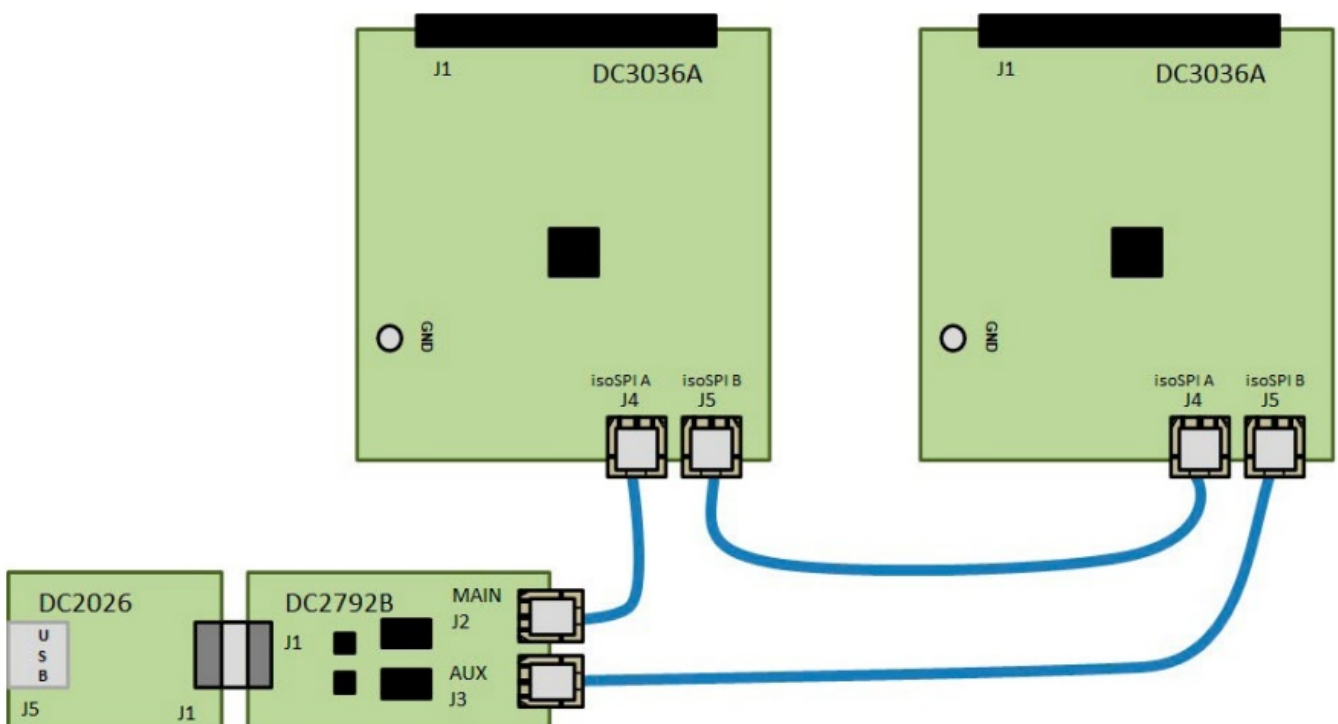 J1 DC3036A
J1 DC3036A
GND
GND
isoSPI A isoSPI B
J4 J5
isoSPI A isoSPI B
J4 J5
DC2026
USB
J5 J1
DC2792B
J1
MAIN
J2
AUX
J3